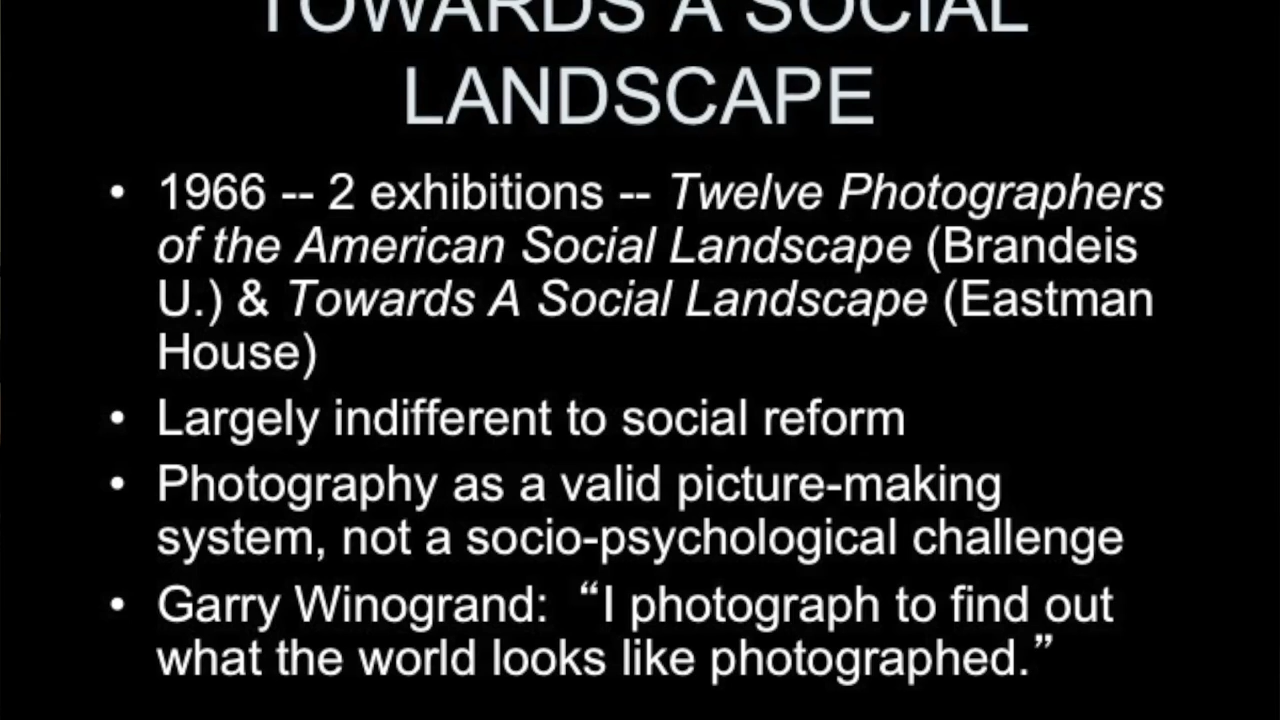 TOWARDS A SOCIAL
LANDSCAPE
• 1966 -- 2 exhibitions -- Twelve Photographers
of the American Social Landscape (Brandeis
U.) & Towards A Social Landscape (Eastman
House)
• Largely indifferent to social reform
• Photography as a valid picture-making
system, not a socio-psychological challenge
• Garry Winogrand: “I photograph to find out
what the world looks like photographed.”